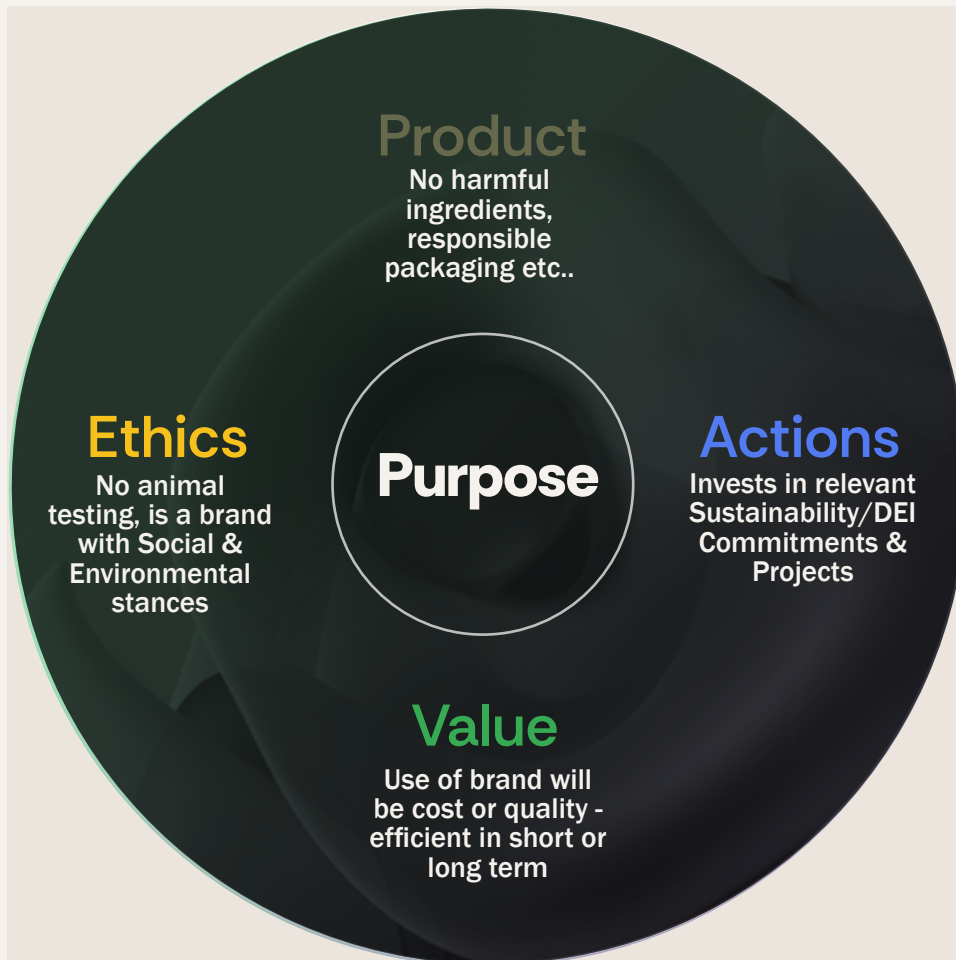 Product
No harmful
ingredients,
responsible
packaging etc..
Ethics
No animal
testing, is a brand
with Social &
Environmental
stances
Purpose
Actions
Invests in relevant
Sustainability/DEI
Commitments &
Projects
Value
Use of brand will
be cost or quality -
efficient in short or
long term